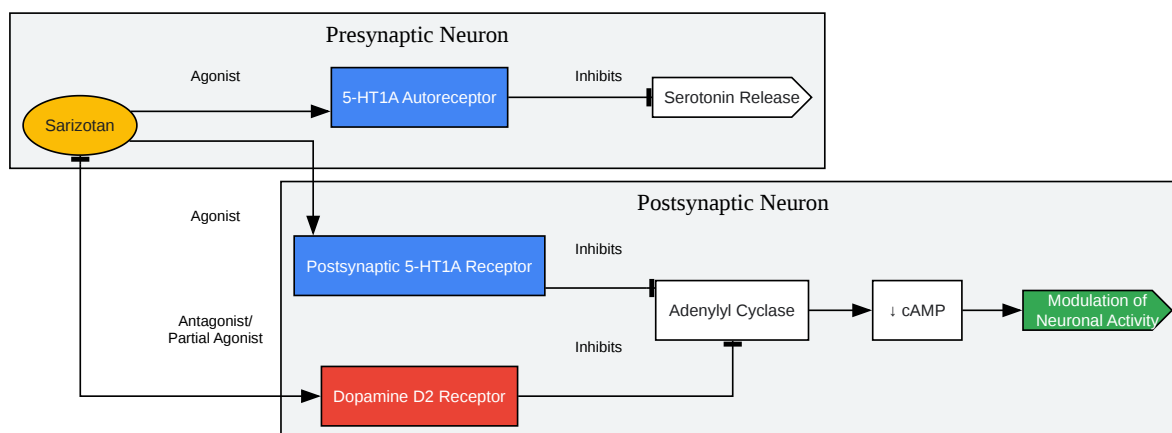 Presynaptic Neuron
Agonist
Inhibits
5-HT1A Autoreceptor
Serotonin Release
Sarizotan
Postsynaptic Neuron
Agonist
Inhibits
Postsynaptic 5-HT1A Receptor
Adenylyl Cyclase
↓ cAMP
Modulation of
Neuronal Activity
Antagonist/
Partial Agonist
Inhibits
Dopamine D2 Receptor